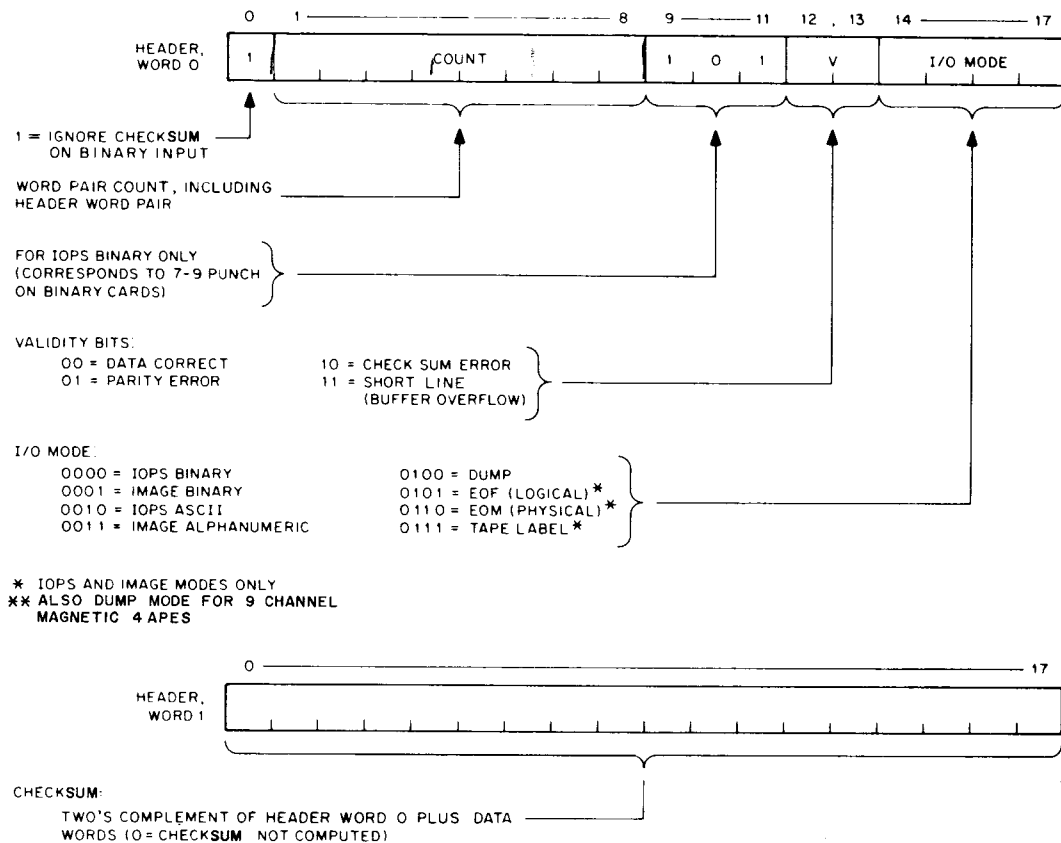 0 1 8 9 11 12 , 13 14 17
HEADER,
WORD 0
1 COUNT 1 0 1 V I/O MODE
1 = IGNORE CHECKSUM
ON BINARY INPUT
WORD PAIR COUNT, INCLUDING
HEADER WORD PAIR
FOR IOPS BINARY ONLY
(CORRESPONDS TO 7-9 PUNCH
ON BINARY CARDS)
VALIDITY BITS:
00 = DATA CORRECT 10 = CHECK SUM ERROR
01 = PARITY ERROR 11 = SHORT LINE
(BUFFER OVERFLOW)
I/O MODE:
0000 = IOPS BINARY 0100 = DUMP
0001 = IMAGE BINARY 0101 = EOF (LOGICAL)*
0010 = IOPS ASCII 0110 = EOM (PHYSICAL)*
0011 = IMAGE ALPHANUMERIC 0111 = TAPE LABEL*
* IOPS AND IMAGE MODES ONLY
** ALSO DUMP MODE FOR 9 CHANNEL
MAGNETIC 4 APES
0 17
HEADER,
WORD 1
CHECKSUM:
TWO'S COMPLEMENT OF HEADER WORD 0 PLUS DATA
WORDS (0 = CHECKSUM NOT COMPUTED)